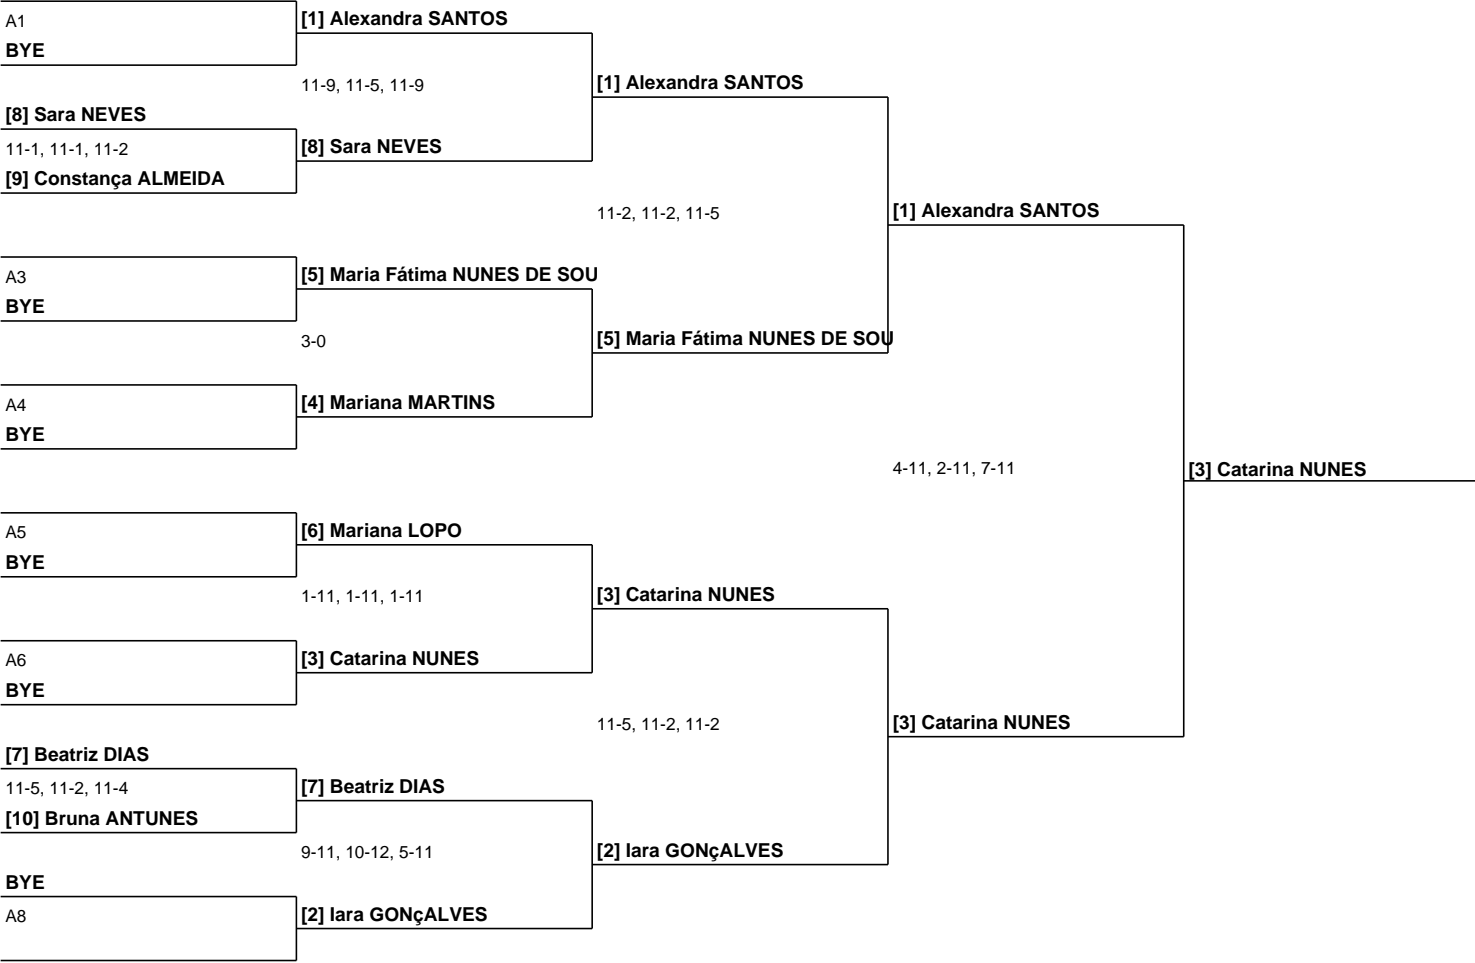 A1
BYE
[1] Alexandra SANTOS
11-9, 11-5, 11-9
[8] Sara NEVES
11-1, 11-1, 11-2
[9] Constança ALMEIDA
[8] Sara NEVES
[1] Alexandra SANTOS
11-2, 11-2, 11-5
A3
BYE
[5] Maria Fátima NUNES DE SOU
3-0
A4
BYE
[4] Mariana MARTINS
[5] Maria Fátima NUNES DE SOU
[1] Alexandra SANTOS
4-11, 2-11, 7-11
[3] Catarina NUNES
A5
BYE
[6] Mariana LOPO
1-11, 1-11, 1-11
A6
BYE
[3] Catarina NUNES
[3] Catarina NUNES
11-5, 11-2, 11-2
[3] Catarina NUNES
[7] Beatriz DIAS
11-5, 11-2, 11-4
[10] Bruna ANTUNES
[7] Beatriz DIAS
9-11, 10-12, 5-11
BYE
A8
[2] Iara GONçALVES
[2] Iara GONçALVES